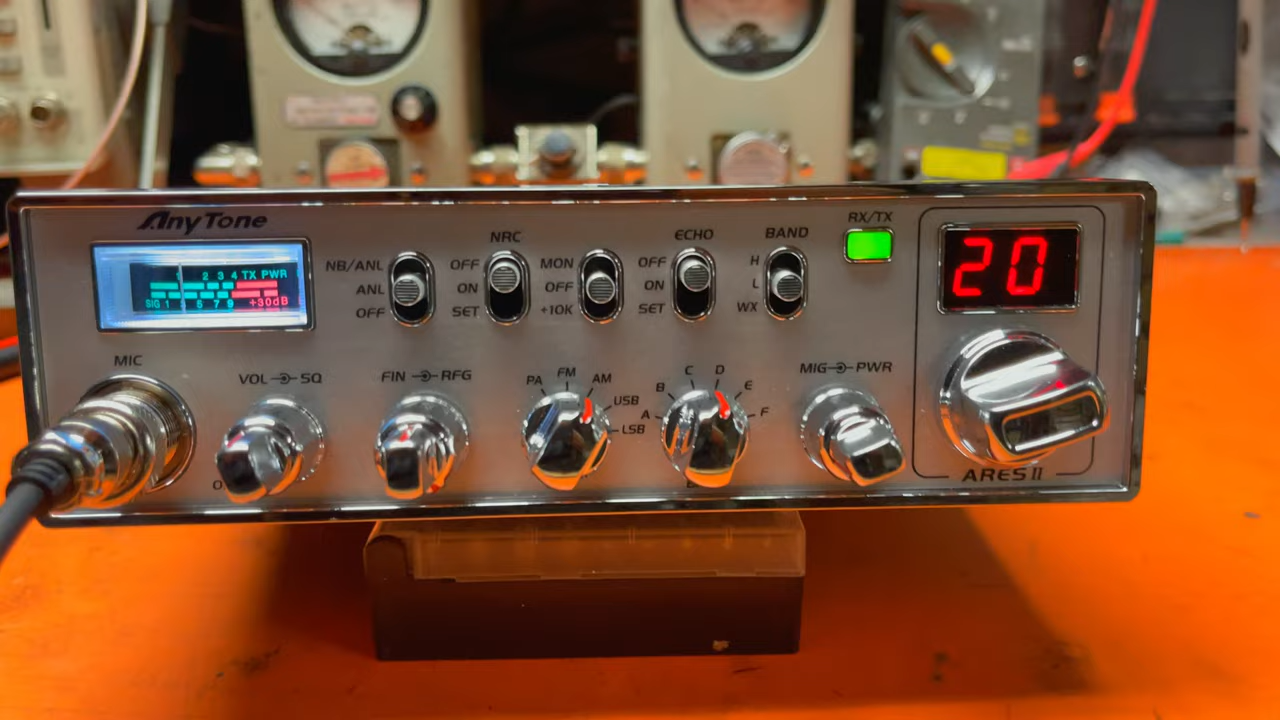 AnyTone
2 3 4 TX PWR
SIG 1 3 5 7 9 +30dB
NB/ANL
ANL
OFF
NRC
OFF
ON
SET
MON
OFF
+10K
ECHO
OFF
ON
SET
BAND
H
L
WX
RX/TX
20
MIC
VOL SQ
FIN RFG
PA
FM
AM
USB
LSB
A
B
C
D
E
F
MIG PWR
ARES II